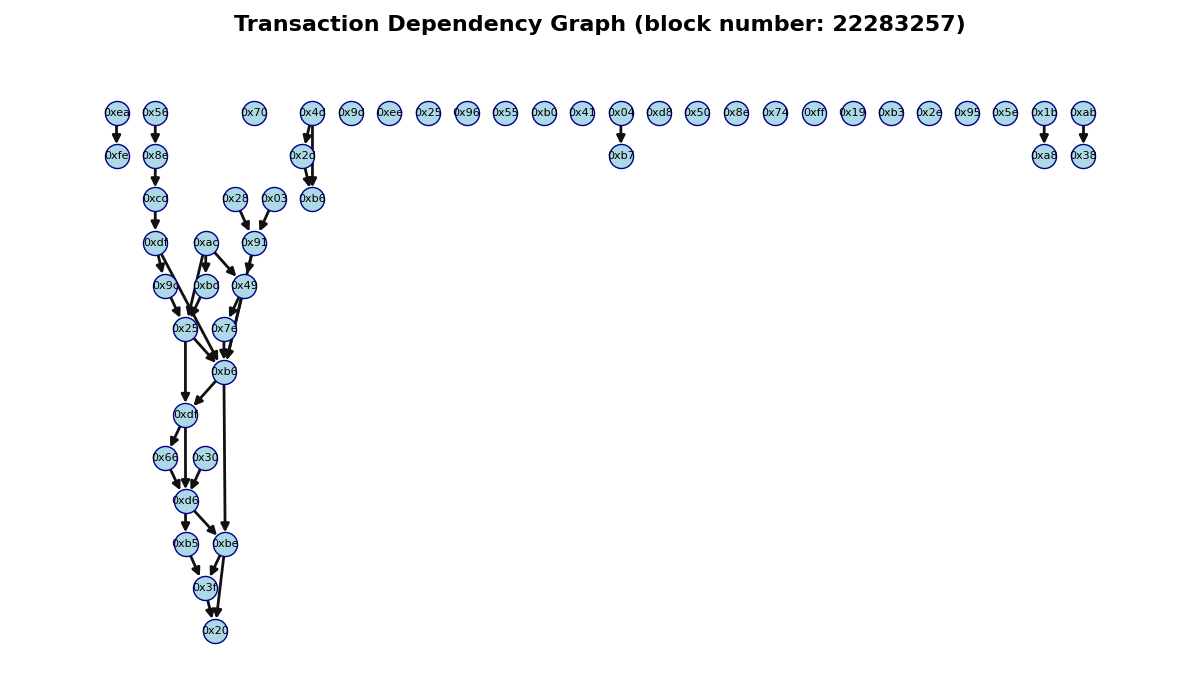 Transaction Dependency Graph (block number: 22283257)
0xea 0x56 0x70 0x4d 0x9d 0xee 0x25 0x96 0x55 0xb0 0x41 0x04 0xd8 0x50 0x8e 0x74 0xff 0x19 0xb3 0x2e 0x95 0x5e 0x1b 0xab
0xfe 0x8e 0x2d 0xb7 0xa8 0x38
0xcd 0x28 0x03 0xb6
0xdf 0xac 0x91
0x9c 0xbd 0x49
0x25 0x7e
0xb6
0xdf
0x66 0x30
0xd6
0xb5 0xbe
0x3f
0x20